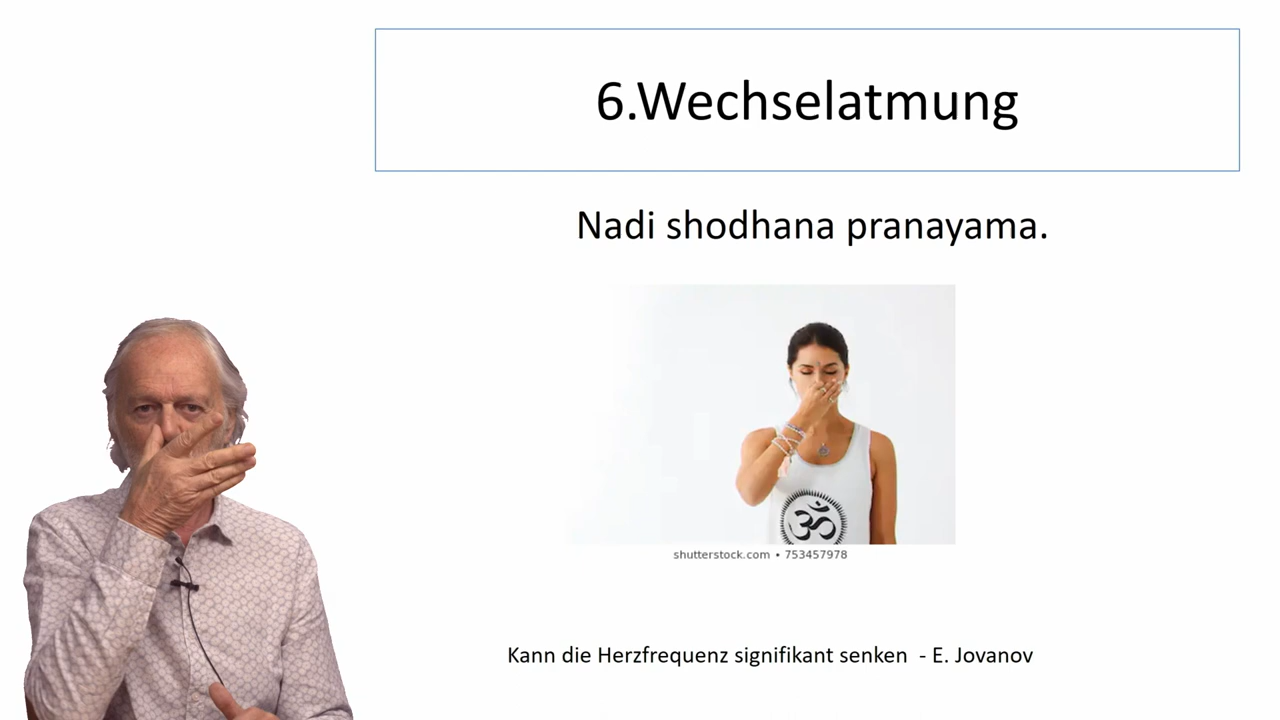 6.Wechselatmung
Nadi shodhana pranayama.
ॐ
shutterstock.com • 753457978
Kann die Herzfrequenz signifikant senken - E. Jovanov